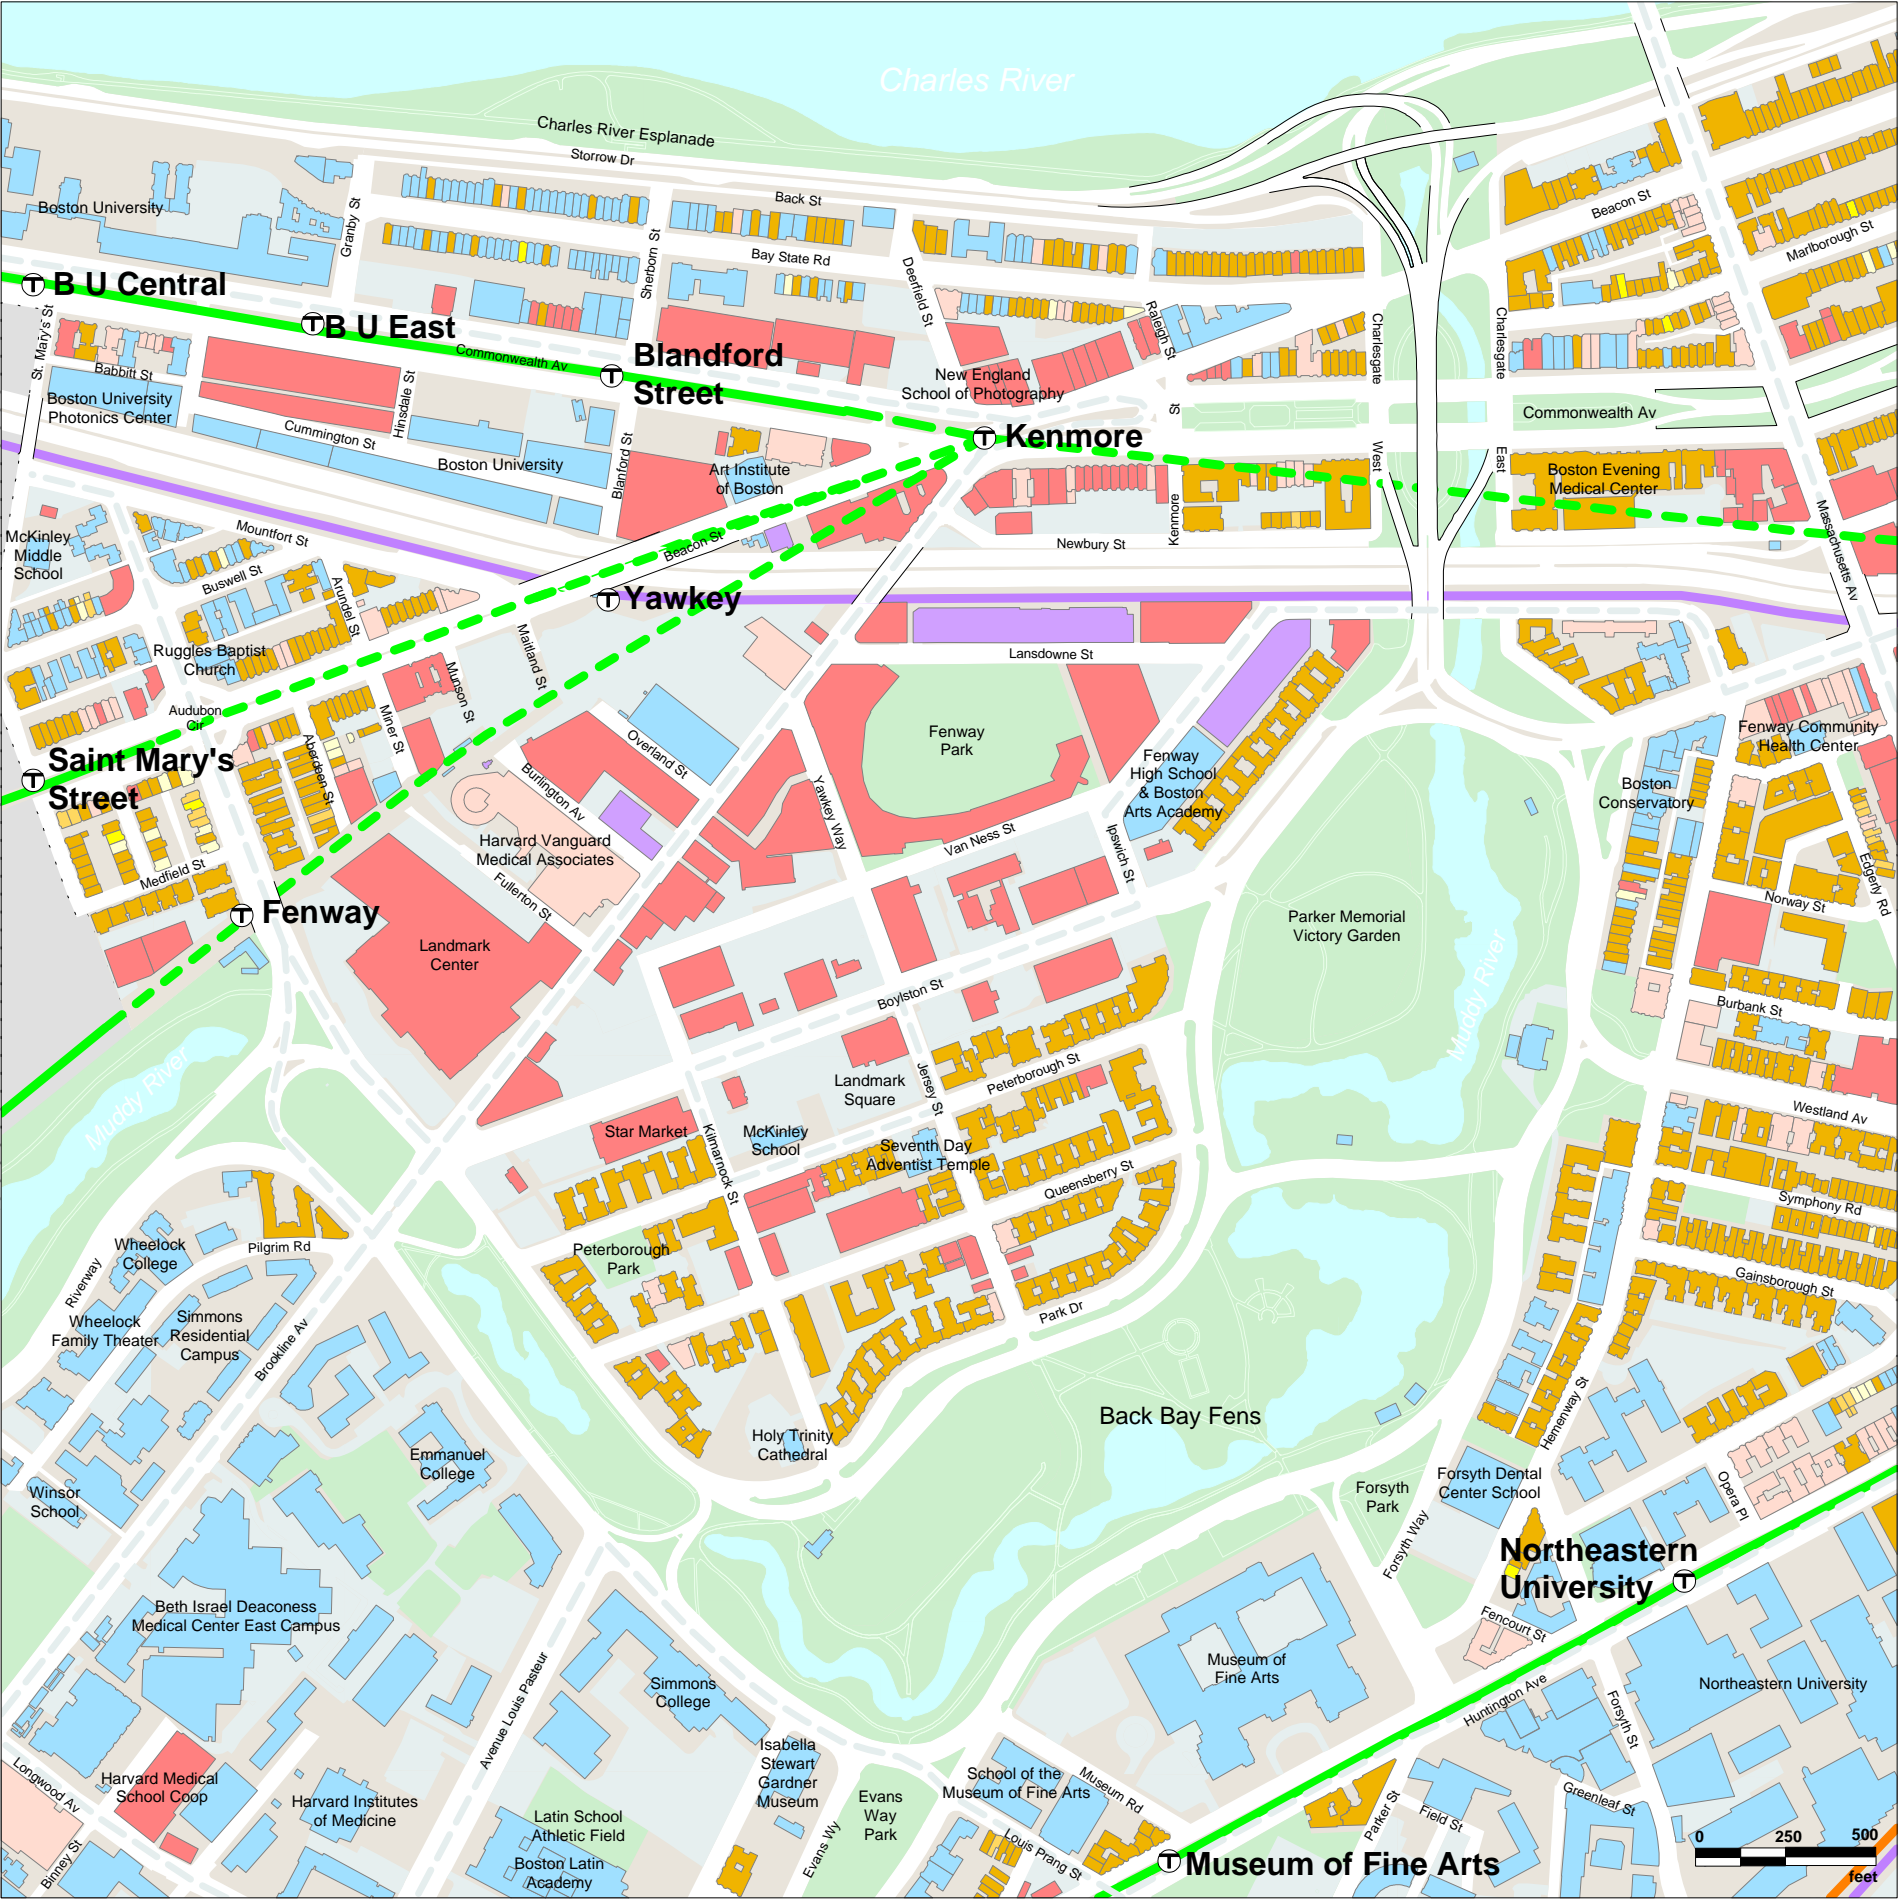 Charles River
Charles River Esplanade
Storrow Dr
Back St
Boston University
Granby St
Sherborn St
Bay State Rd
Deerfield St
Raleigh St
Beacon St
Marlborough St
B U Central
B U East
St. Mary's St
Babbitt St
Boston University
Photonics Center
Commonwealth Av
Hinsdale St
Cummington St
Boston University
Blandford
Street
Blanford St
New England
School of Photography
Charlesgate
West
Charlesgate
East
Commonwealth Av
Kenmore
Art Institute
of Boston
St
Kenmore
Boston Evening
Medical Center
Newbury St
Massachusetts Av
Beacon St
McKinley
Middle
School
Mountfort St
Buswell St
Arundel St
Yawkey
Ruggles Baptist
Church
Maitland St
Munson St
Miner St
Audubon
Cir
Aberdeen St
Saint Mary's
Street
Medfield St
Lansdowne St
Fenway
Park
Overland St
Burlington Av
Yawkey Way
Van Ness St
Ipswich St
Fenway
High School
& Boston
Arts Academy
Fenway Community
Health Center
Boston
Conservatory
Edgerly Rd
Norway St
Harvard Vanguard
Medical Associates
Fullerton St
Fenway
Landmark
Center
Parker Memorial
Victory Garden
Muddy River
Burbank St
Boylston St
Muddy River
Landmark
Square
Jersey St
Peterborough St
Westland Av
Star Market
Kilmarnock St
McKinley
School
Seventh Day
Adventist Temple
Queensberry St
Symphony Rd
Pilgrim Rd
Wheelock
College
Riverway
Wheelock
Family Theater
Simmons
Residential
Campus
Brookline Av
Peterborough
Park
Park Dr
Gainsborough St
Back Bay Fens
Holy Trinity
Cathedral
Hemenway St
Emmanuel
College
Winsor
School
Forsyth
Park
Forsyth Dental
Center School
Opera Pl
Forsyth Way
Northeastern
University
Fencourt St
Beth Israel Deaconess
Medical Center East Campus
Museum of
Fine Arts
Northeastern University
Simmons
College
Avenue Louis Pasteur
Huntington Ave
Forsyth St
Isabella
Stewart
Gardner
Museum
School of the
Museum of Fine Arts
Museum Rd
Evans
Way
Park
Longwood Av
Harvard Medical
School Coop
Harvard Institutes
of Medicine
Latin School
Athletic Field
Boston Latin
Academy
Binney St
Evans Wy
Louis Prang St
Parker St
Field St
Greenleaf St
Museum of Fine Arts
0 250 500
feet